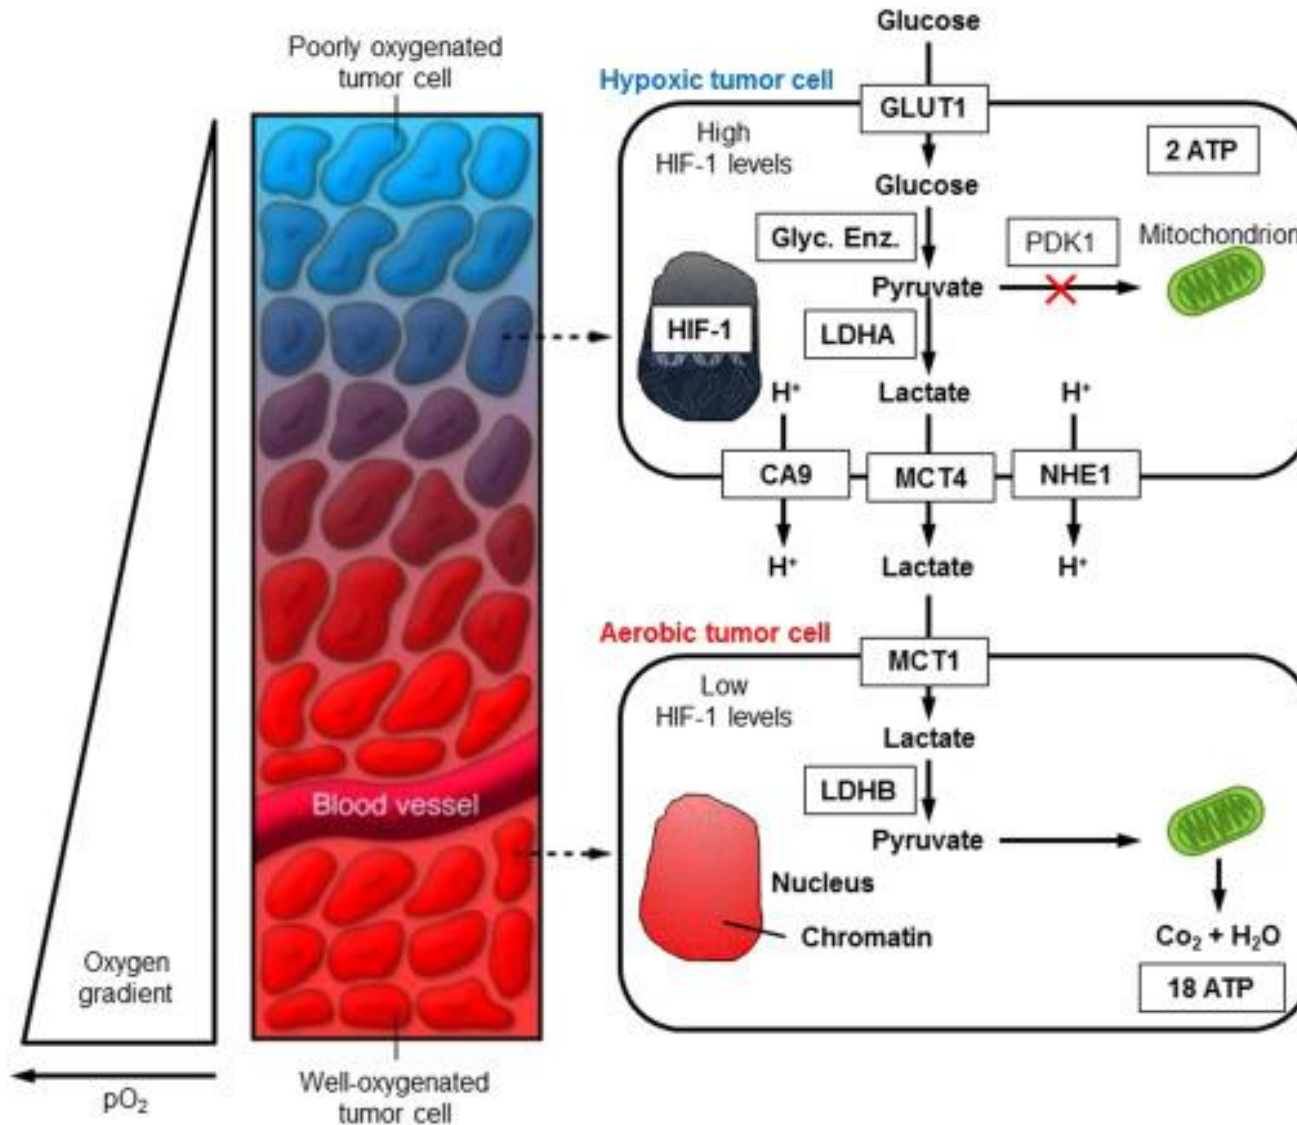 Poorly oxygenated
tumor cell
Oxygen
gradient
pO₂
Blood vessel
Well-oxygenated
tumor cell
Glucose
Hypoxic tumor cell
GLUT1
High
HIF-1 levels
2 ATP
Glucose
Glyc. Enz.
PDK1
Mitochondrion
Pyruvate
HIF-1
LDHA
H⁺
Lactate
H⁺
CA9
MCT4
NHE1
H⁺
Lactate
H⁺
Aerobic tumor cell
MCT1
Low
HIF-1 levels
Lactate
LDHB
Pyruvate
Nucleus
Chromatin
Co₂ + H₂O
18 ATP